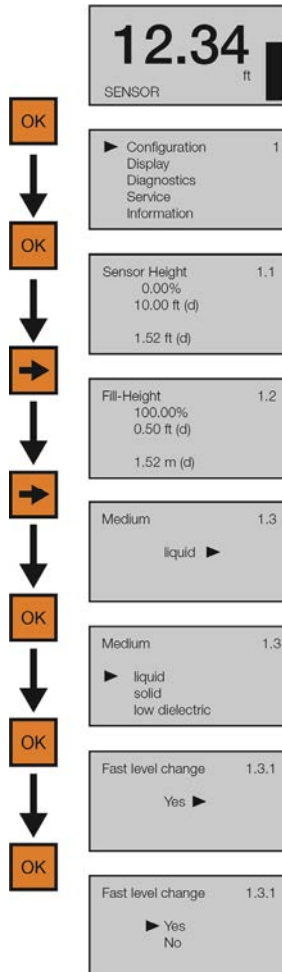 12.34
ft
SENSOR
OK
Configuration 1
Display
Diagnostics
Service
Information
OK
Sensor Height 1.1
0.00%
10.00 ft (d)
1.52 ft (d)
Fill-Height 1.2
100.00%
0.50 ft (d)
1.52 m (d)
Medium 1.3
liquid
OK
Medium 1.3
liquid
solid
low dielectric
OK
Fast level change 1.3.1
Yes
OK
Fast level change 1.3.1
Yes
No